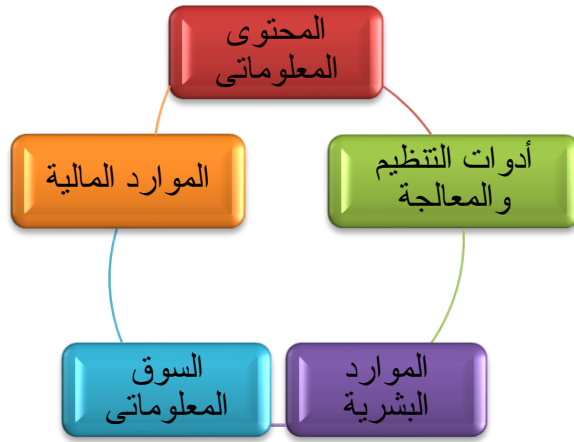 المحتوى
المعلوماتى
أدوات التنظيم
والمعالجة
الموارد المالية
الموارد
البشرية
السوق
المعلوماتى